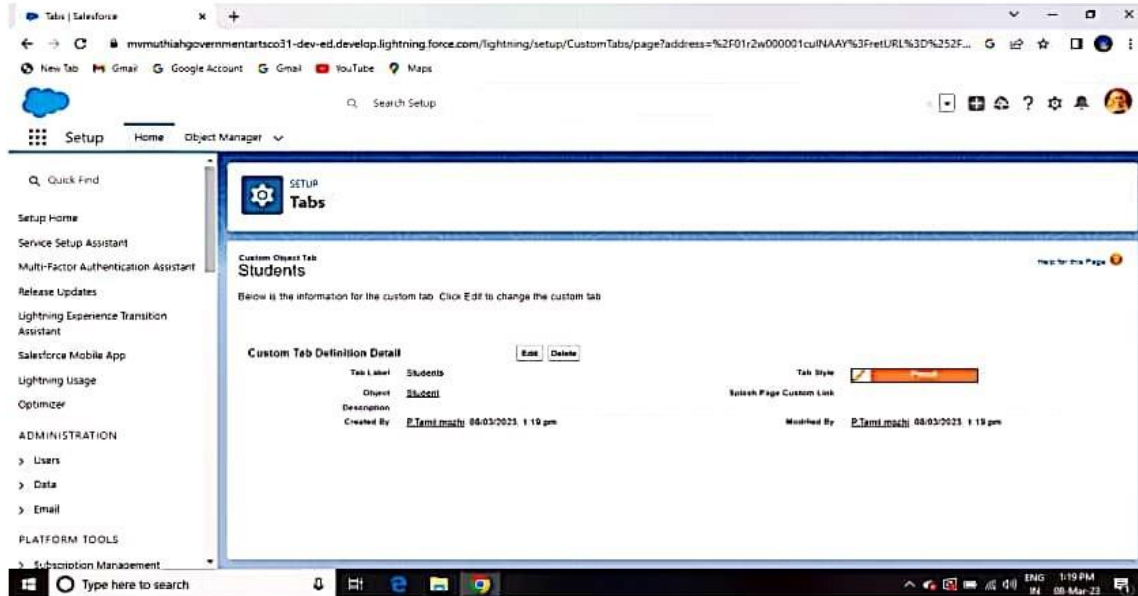 Tabs | Salesforce
mvmuthiahgovernmentartsco31-dev-ed.develop.lightning.force.com/lightning/setup/CustomTabs/page?address=%2F01r2w000001cuINAAY%3FretURL%3D%252F...
New Tab Gmail Google Account Gmail YouTube Maps
Search Setup
Setup Home Object Manager
Quick Find
Setup Home
Service Setup Assistant
Multi-Factor Authentication Assistant
Release Updates
Lightning Experience Transition
Assistant
Salesforce Mobile App
Lightning Usage
Optimizer
ADMINISTRATION
Users
Data
Email
PLATFORM TOOLS
Subscription Management
SETUP
Tabs
Custom Object Tab
Students
Help for this Page
Below is the information for the custom tab. Click Edit to change the custom tab
Custom Tab Definition Detail Edit Delete
Tab Label Students Tab Style Pencil
Object Student Splash Page Custom Link
Description
Created By P.Tamil mozhi 08/03/2023, 1:19 pm Modified By P.Tamil mozhi 08/03/2023, 1:19 pm
Type here to search
ENG 1:19 PM
IN 08-Mar-23